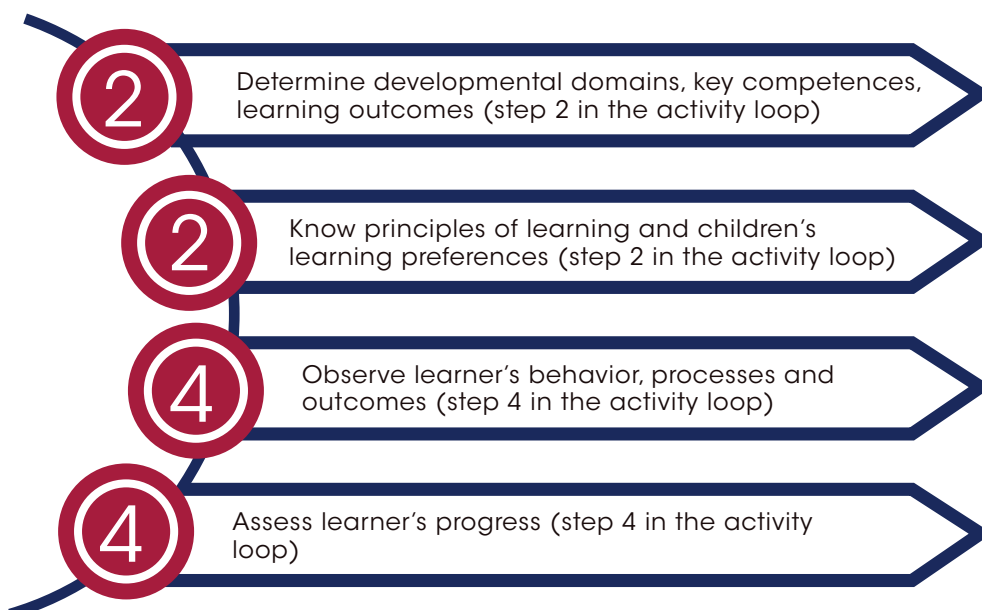 2
Determine developmental domains, key competences,
learning outcomes (step 2 in the activity loop)
2
Know principles of learning and children’s
learning preferences (step 2 in the activity loop)
4
Observe learner’s behavior, processes and
outcomes (step 4 in the activity loop)
4
Assess learner’s progress (step 4 in the activity
loop)